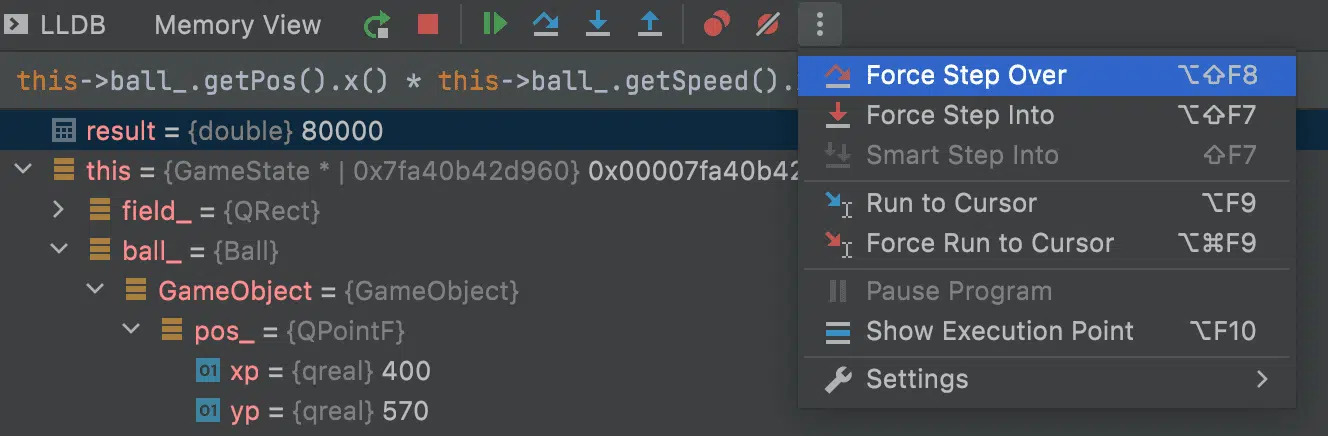 LLDB Memory View
this->ball_.getPos().x() * this->ball_.getSpeed().
result = {double} 80000
this = {GameState * | 0x7fa40b42d960} 0x00007fa40b42
field_ = {QRect}
ball_ = {Ball}
GameObject = {GameObject}
pos_ = {QPointF}
01 xp = {qreal} 400
01 yp = {qreal} 570
Force Step Over ⌥⇧F8
Force Step Into ⌥⇧F7
Smart Step Into ⇧F7
Run to Cursor ⌥F9
Force Run to Cursor ⌥⌘F9
Pause Program
Show Execution Point ⌥F10
Settings